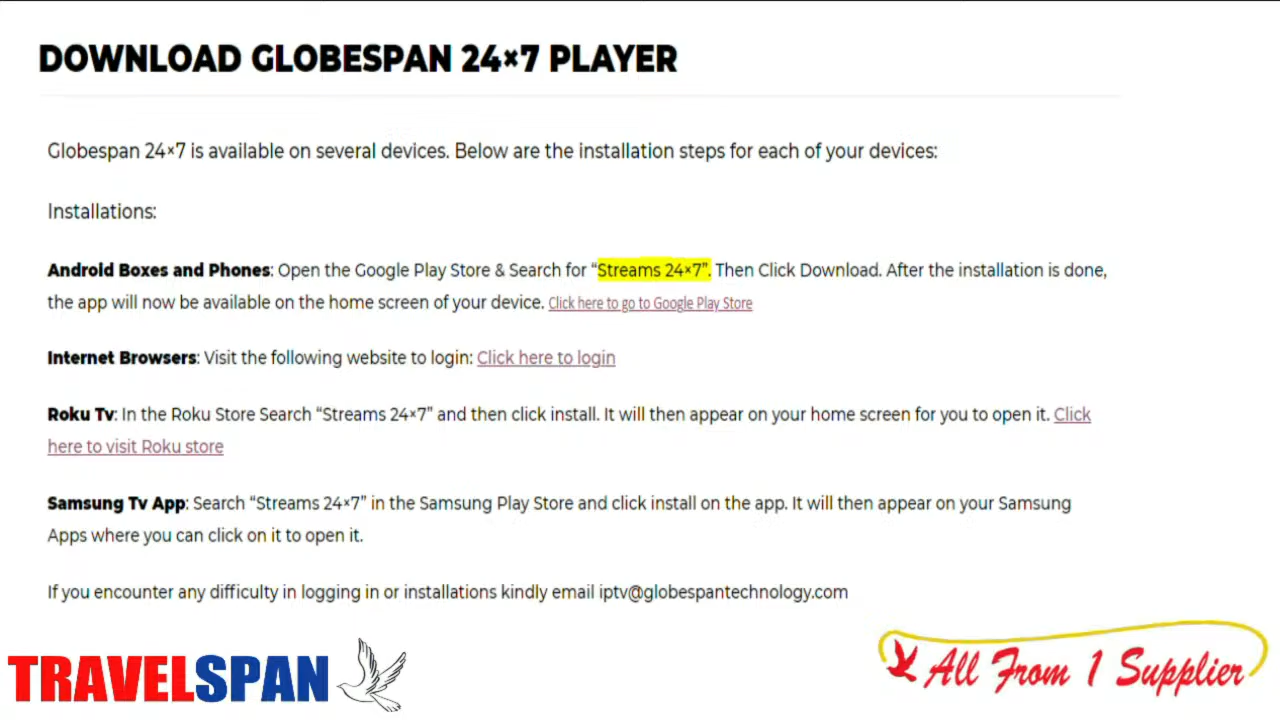 DOWNLOAD GLOBESPAN 24×7 PLAYER
Globespan 24×7 is available on several devices. Below are the installation steps for each of your devices:
Installations:
Android Boxes and Phones: Open the Google Play Store & Search for “Streams 24×7”. Then Click Download. After the installation is done,
the app will now be available on the home screen of your device. Click here to go to Google Play Store
Internet Browsers: Visit the following website to login: Click here to login
Roku Tv: In the Roku Store Search “Streams 24×7” and then click install. It will then appear on your home screen for you to open it. Click
here to visit Roku store
Samsung Tv App: Search “Streams 24×7” in the Samsung Play Store and click install on the app. It will then appear on your Samsung
Apps where you can click on it to open it.
If you encounter any difficulty in logging in or installations kindly email iptv@globespantechnology.com
TRAVELSPAN
All From 1 Supplier